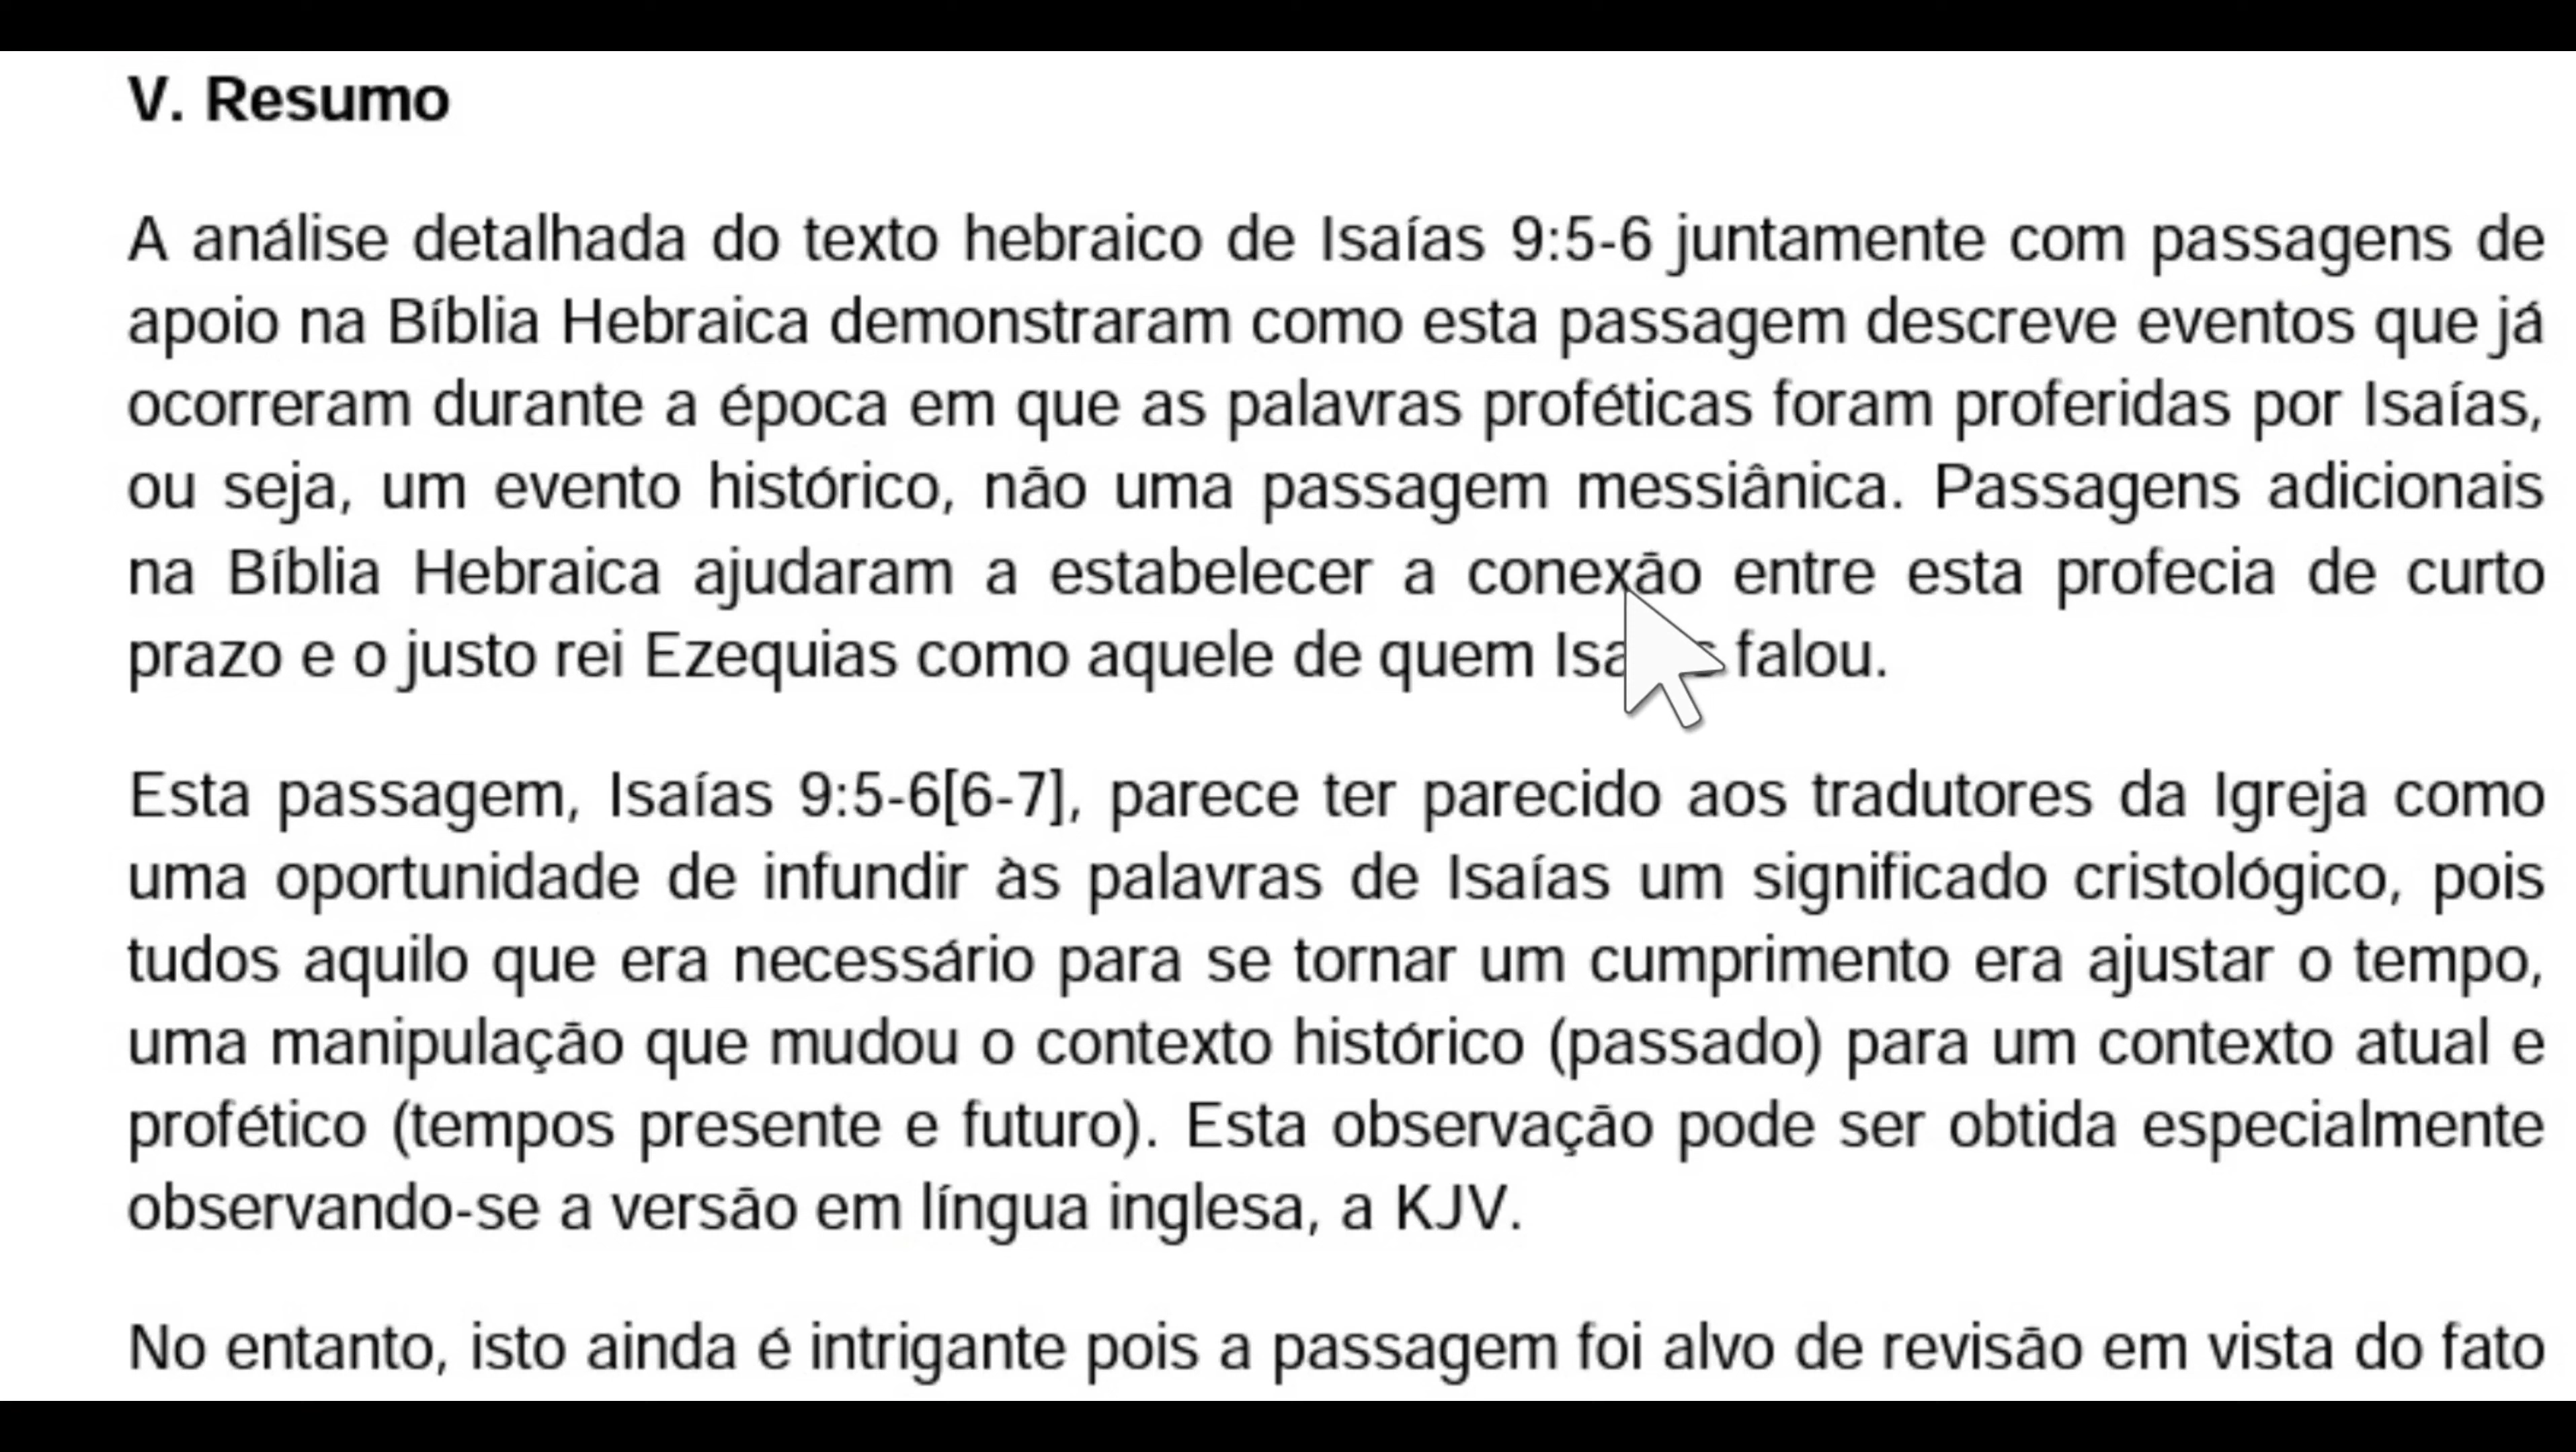 V. Resumo
A análise detalhada do texto hebraico de Isaías 9:5-6 juntamente com passagens de
apoio na Bíblia Hebraica demonstraram como esta passagem descreve eventos que já
ocorreram durante a época em que as palavras proféticas foram proferidas por Isaías,
ou seja, um evento histórico, não uma passagem messiânica. Passagens adicionais
na Bíblia Hebraica ajudaram a estabelecer a conexão entre esta profecia de curto
prazo e o justo rei Ezequias como aquele de quem falou.
Esta passagem, Isaías 9:5-6[6-7], parece ter parecido aos tradutores da Igreja como
uma oportunidade de infundir às palavras de Isaías um significado cristológico, pois
tudos aquilo que era necessário para se tornar um cumprimento era ajustar o tempo,
uma manipulação que mudou o contexto histórico (passado) para um contexto atual e
profético (tempos presente e futuro). Esta observação pode ser obtida especialmente
observando-se a versão em língua inglesa, a KJV.
No entanto, isto ainda é intrigante pois a passagem foi alvo de revisão em vista do fato